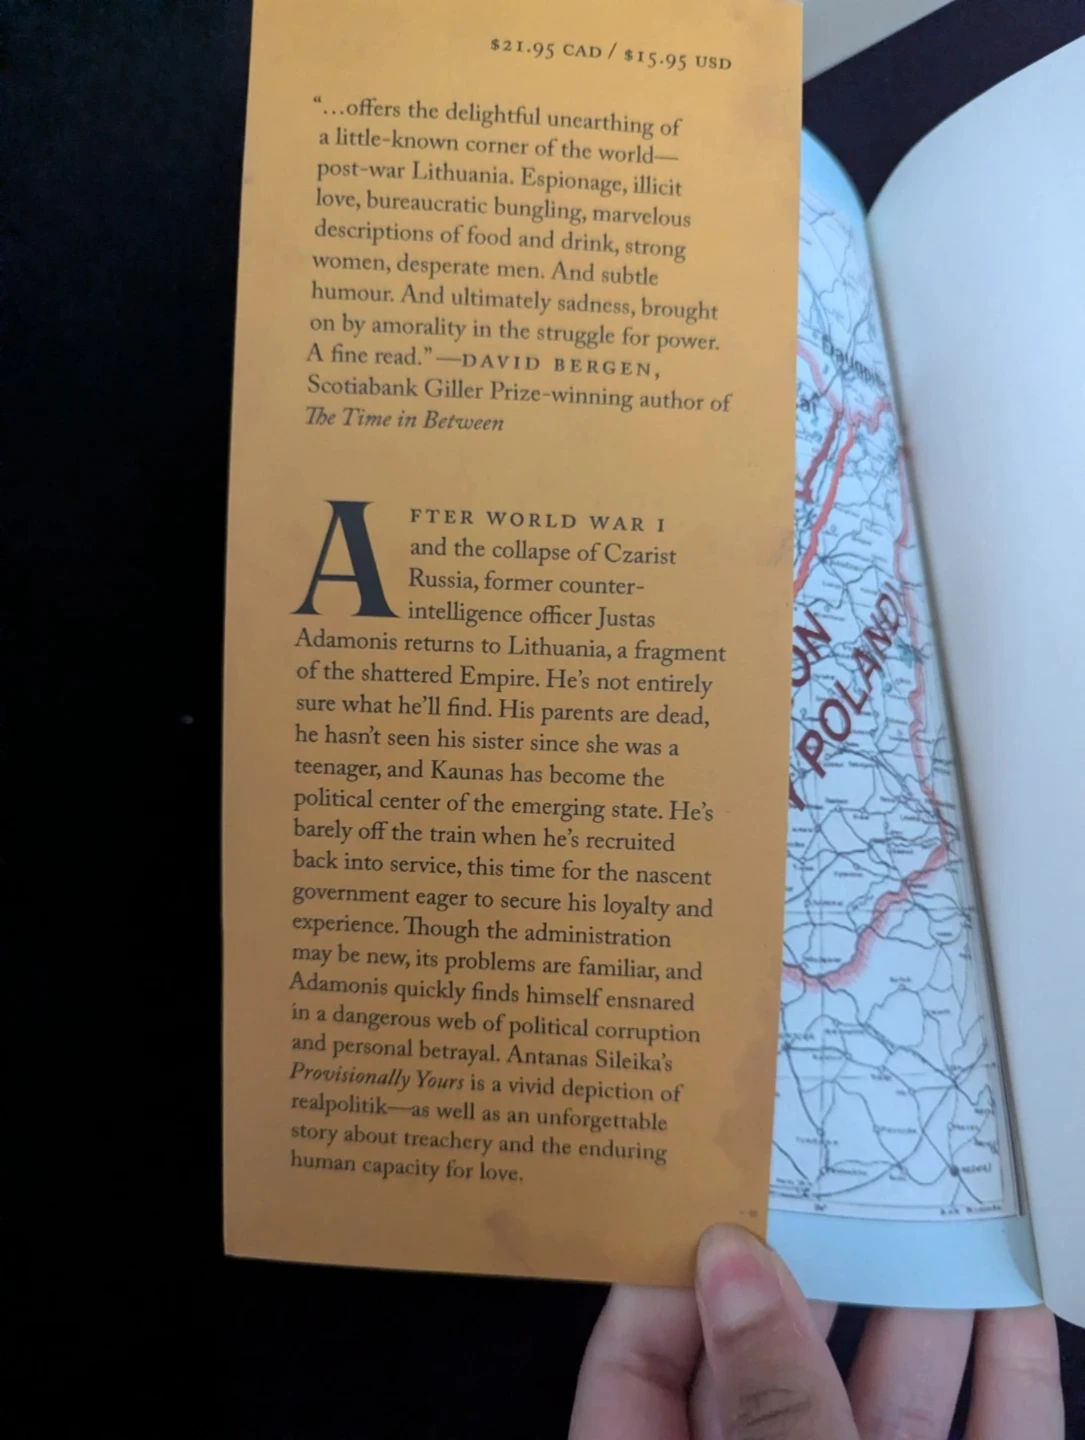 $21.95 CAD / $15.95 USD
“…offers the delightful unearthing of
a little-known corner of the world—
post-war Lithuania. Espionage, illicit
love, bureaucratic bungling, marvelous
descriptions of food and drink, strong
women, desperate men. And subtle
humour. And ultimately sadness, brought
on by amorality in the struggle for power.
A fine read.”—DAVID BERGEN,
Scotiabank Giller Prize-winning author of
The Time in Between
AFTER WORLD WAR I
and the collapse of Czarist
Russia, former counter-
intelligence officer Justas
Adamonis returns to Lithuania, a fragment
of the shattered Empire. He’s not entirely
sure what he’ll find. His parents are dead,
he hasn’t seen his sister since she was a
teenager, and Kaunas has become the
political center of the emerging state. He’s
barely off the train when he’s recruited
back into service, this time for the nascent
government eager to secure his loyalty and
experience. Though the administration
may be new, its problems are familiar, and
Adamonis quickly finds himself ensnared
in a dangerous web of political corruption
and personal betrayal. Antanas Sileika’s
Provisionally Yours is a vivid depiction of
realpolitik—as well as an unforgettable
story about treachery and the enduring
human capacity for love.
ON
POLAND